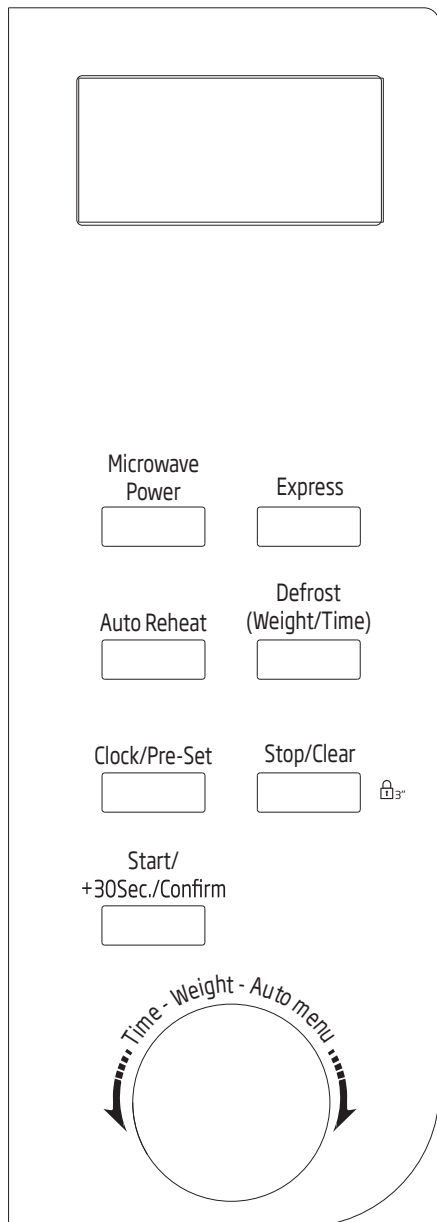 Microwave
Power
Express
Auto Reheat
Defrost
(Weight/Time)
Clock/Pre-Set
Stop/Clear
3"
Start/
+30Sec./Confirm
Time - Weight - Auto menu